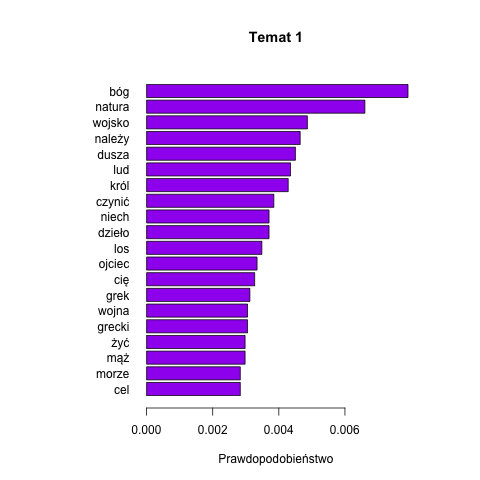 Temat 1
bóg
natura
wojsko
należy
dusza
lud
król
czynić
niech
dzieło
los
ojciec
cię
grek
wojna
grecki
żyć
mąż
morze
cel
0.000 0.002 0.004 0.006
Prawdopodobieństwo